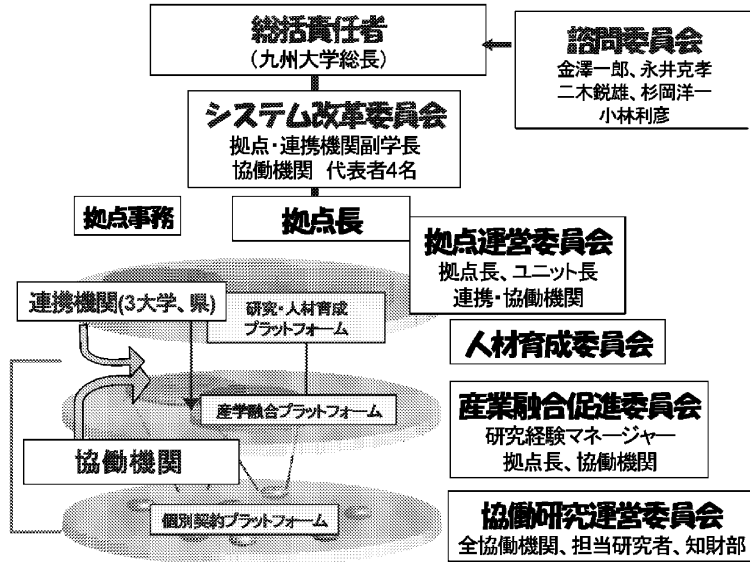 総括責任者
(九州大学総長)
諮問委員会
金澤一郎、永井克孝
二木鋭雄、杉岡洋一
小林利彦
システム改革委員会
拠点・連携機関副学長
協働機関 代表者4名
拠点事務
拠点長
拠点運営委員会
拠点長、ユニット長
連携・協働機関
連携機関(3大学、県)
研究・人材育成
プラットフォーム
人材育成委員会
産学融合プラットフォーム
産業融合促進委員会
研究経験マネージャー
拠点長、協働機関
協働機関
個別契約プラットフォーム
協働研究運営委員会
全協働機関、担当研究者、知財部